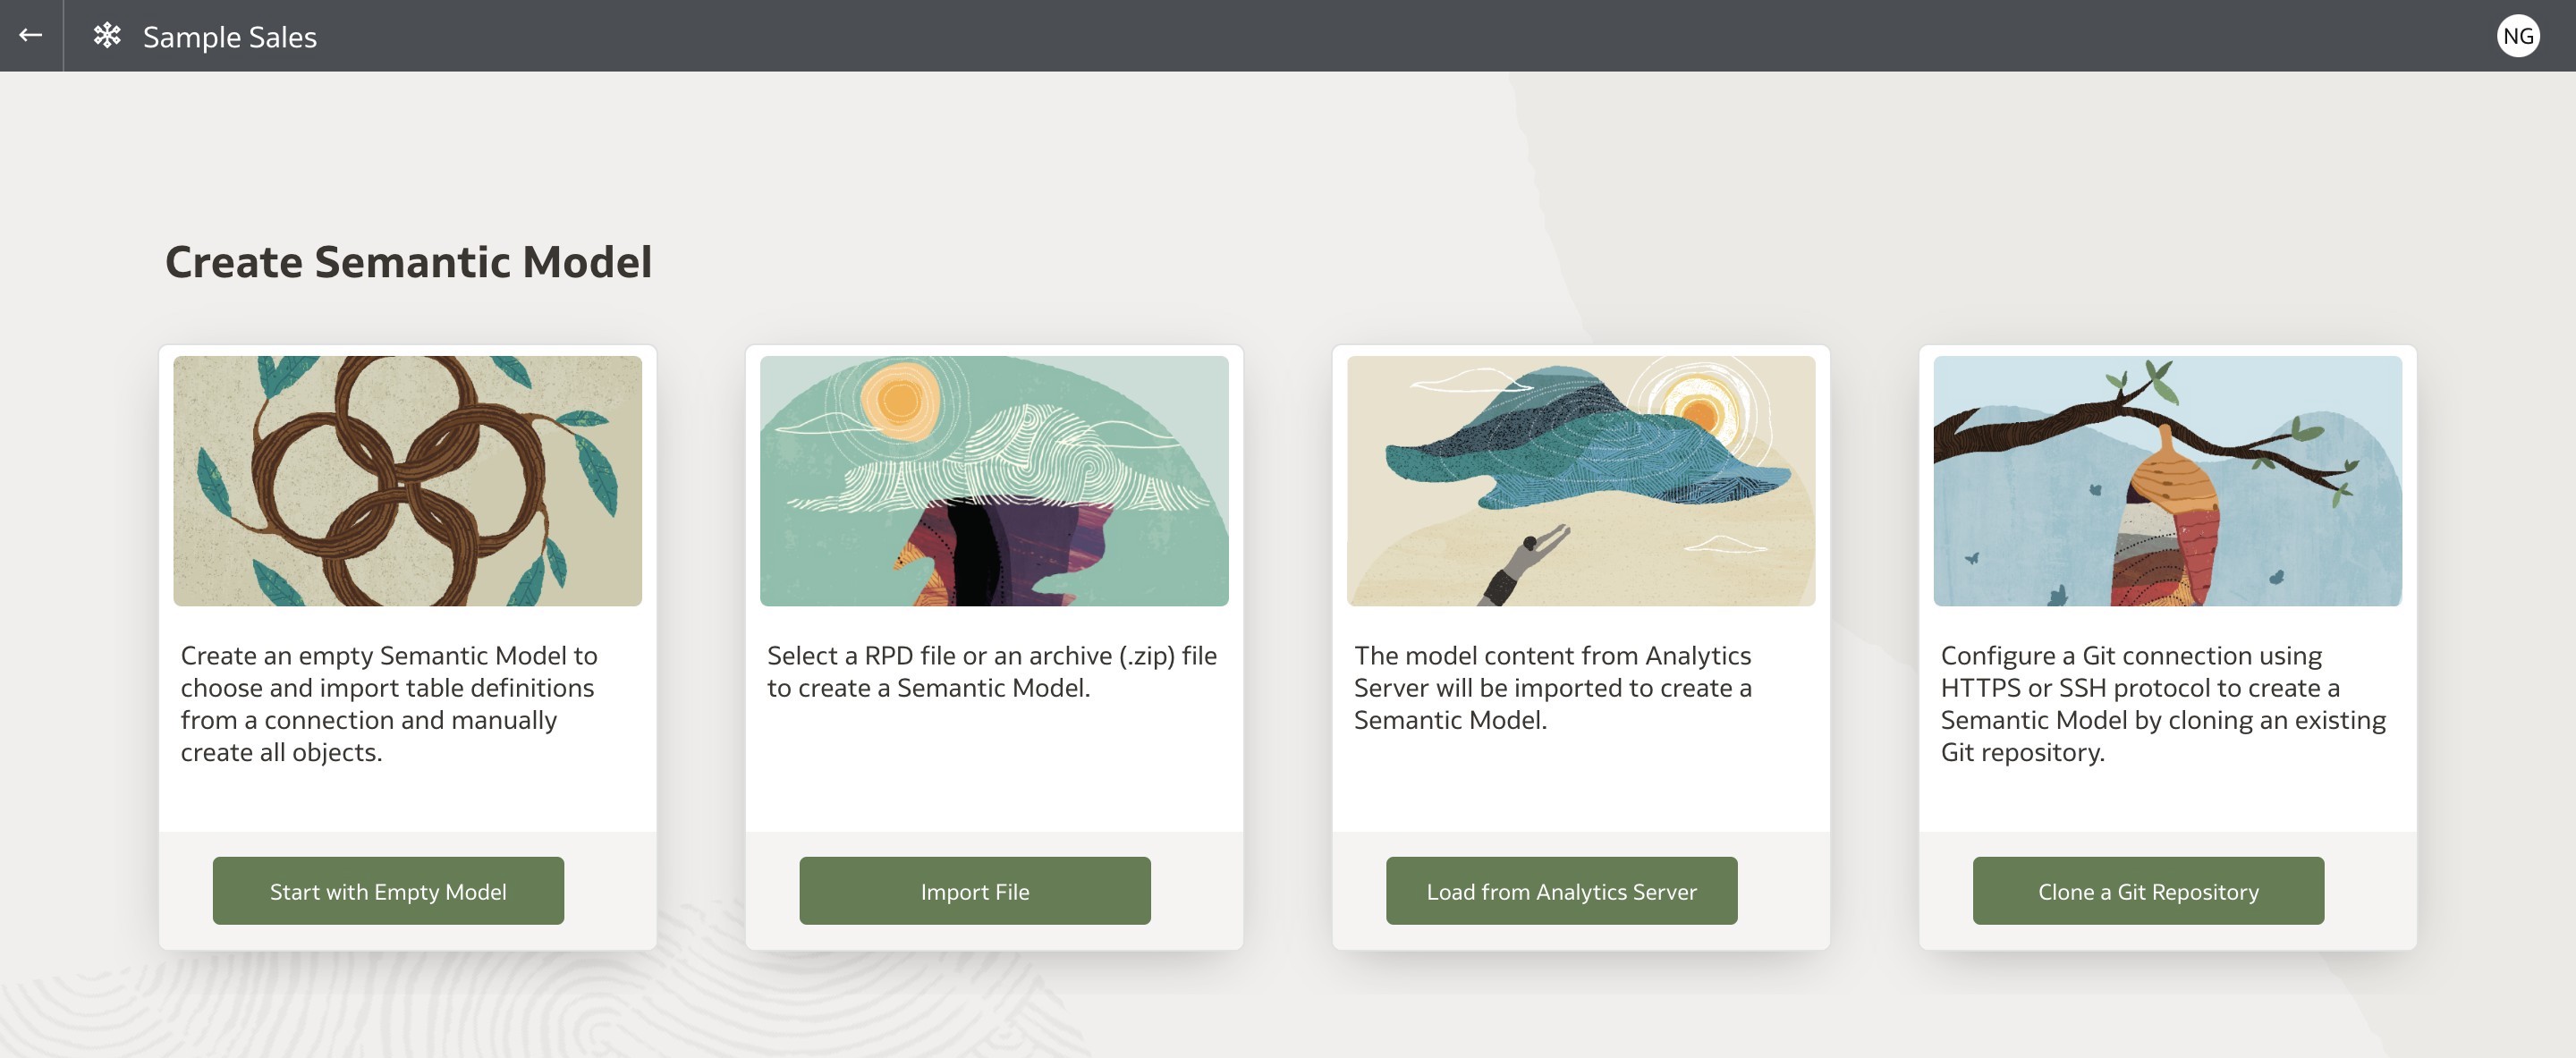 Sample Sales
NG
Create Semantic Model
Create an empty Semantic Model to
choose and import table definitions
from a connection and manually
create all objects.
Start with Empty Model
Select a RPD file or an archive (.zip) file
to create a Semantic Model.
Import File
The model content from Analytics
Server will be imported to create a
Semantic Model.
Load from Analytics Server
Configure a Git connection using
HTTPS or SSH protocol to create a
Semantic Model by cloning an existing
Git repository.
Clone a Git Repository